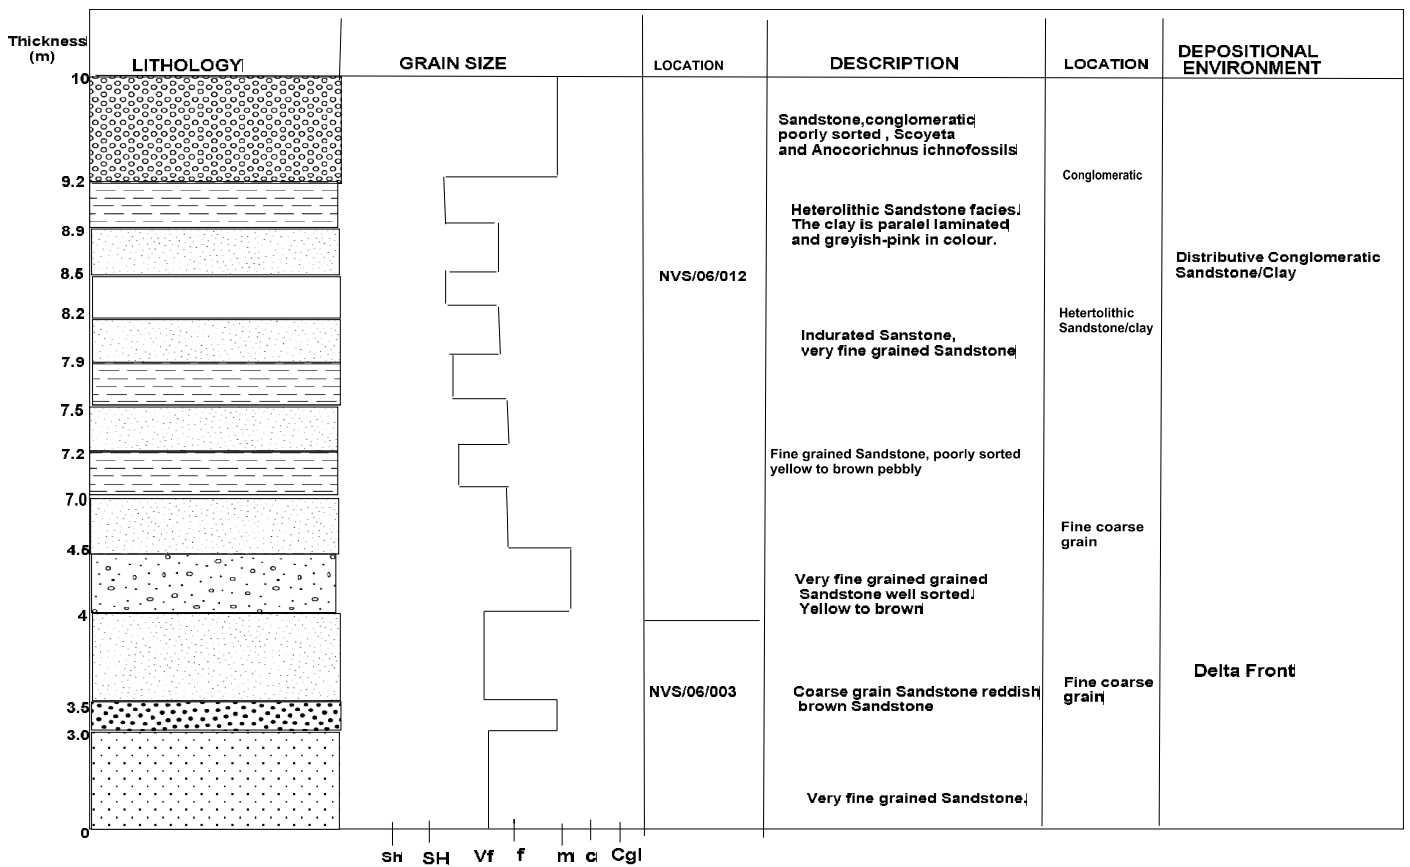 Thickness
(m)
LITHOLOGY
GRAIN SIZE
LOCATION
DESCRIPTION
LOCATION
DEPOSITIONAL
ENVIRONMENT
10
Sandstone,conglomeratic
poorly sorted , Scoyeta
and Anocorichnus ichnofossils
Conglomeratic
9.2
Heterolithic Sandstone facies.
The clay is paralel laminated
and greyish-pink in colour.
8.9
Distributive Conglomeratic
Sandstone/Clay
8.5
NVS/06/012
8.2
Hetertolithic
Sandstone/clay
Indurated Sanstone,
very fine grained Sandstone
7.9
7.5
7.2
Fine grained Sandstone, poorly sorted
yellow to brown pebbly
7.0
Fine coarse
grain
4.5
Very fine grained grained
Sandstone well sorted.
Yellow to brown
4
Delta Front
NVS/06/003
Coarse grain Sandstone reddish
brown Sandstone
Fine coarse
grain
3.5
3.0
Very fine grained Sandstone.
0
SH SH Vf f m c Cgl